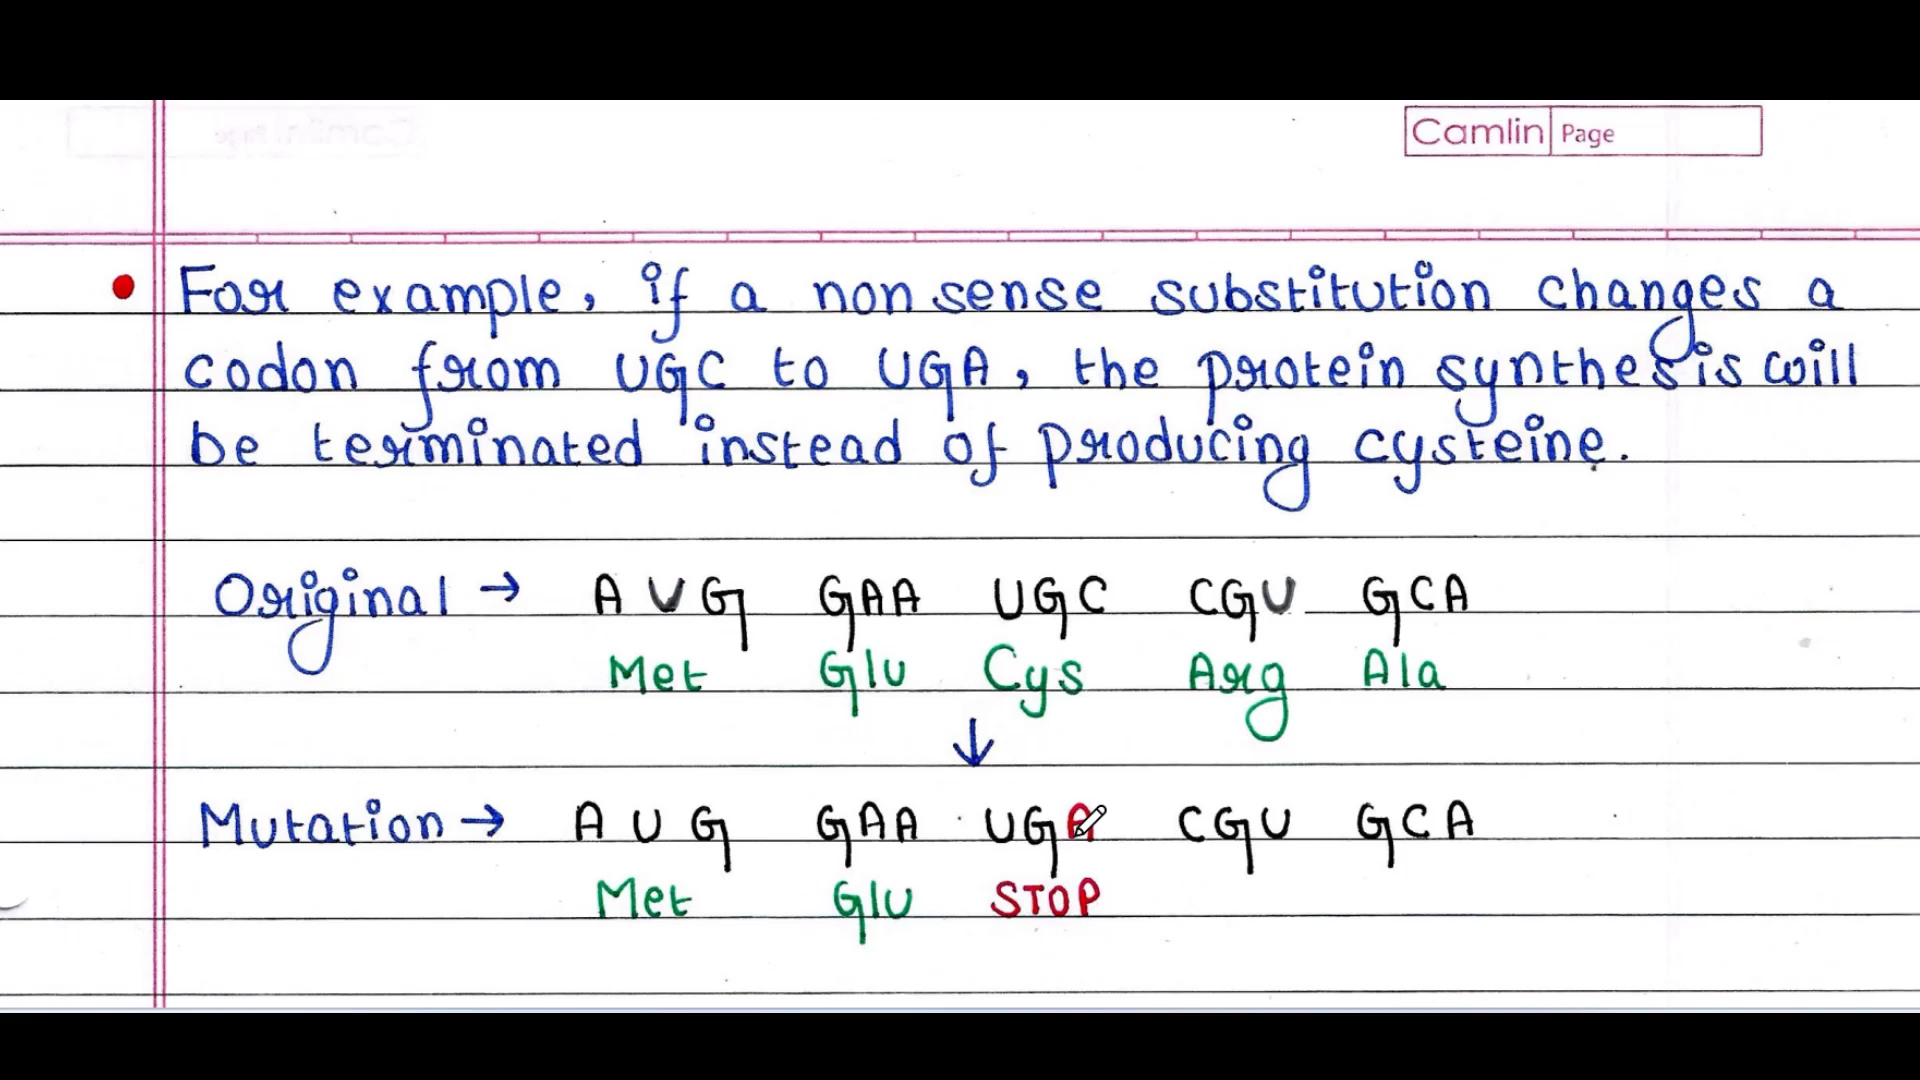 Camlin Page
• For example, if a non sense substitution changes a
codon from UGC to UGA, the protein synthesis will
be terminated instead of producing cysteine.
Original → AUG GAA UGC CGU GCA
Met Glu Cys Arg Ala
↓
Mutation → AUG GAA UGA CGU GCA
Met Glu STOP